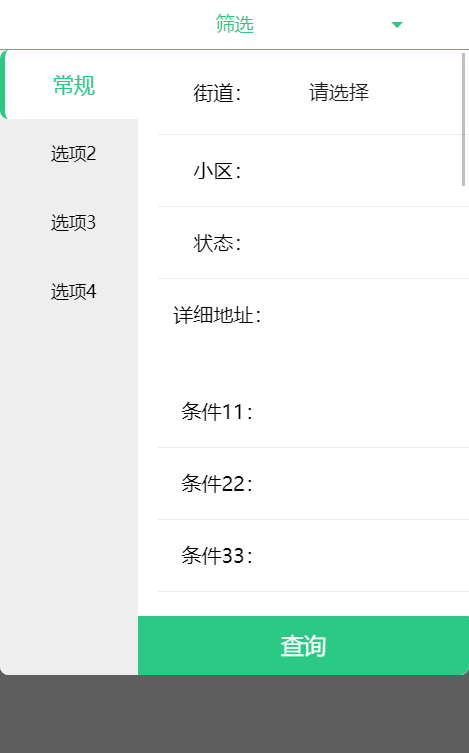 筛选
常规
选项2
选项3
选项4
街道： 请选择
小区：
状态：
详细地址：
条件11：
条件22：
条件33：
查询